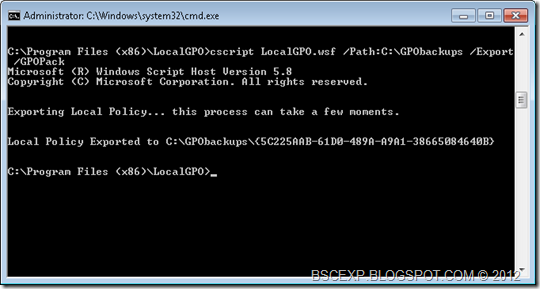 Administrator: C:\Windows\system32\cmd.exe
C:\Program Files (x86)\LocalGPO>cscript LocalGPO.wsf /Path:C:\GPObackups /Export
/GPOPack
Microsoft (R) Windows Script Host Version 5.8
Copyright (C) Microsoft Corporation. All rights reserved.
Exporting Local Policy... this process can take a few moments.
Local Policy Exported to C:\GPObackups\{5C225AAB-61D0-489A-A9A1-38665084640B}
C:\Program Files (x86)\LocalGPO>_
BSCEXP.BLOGSPOT.COM © 2012